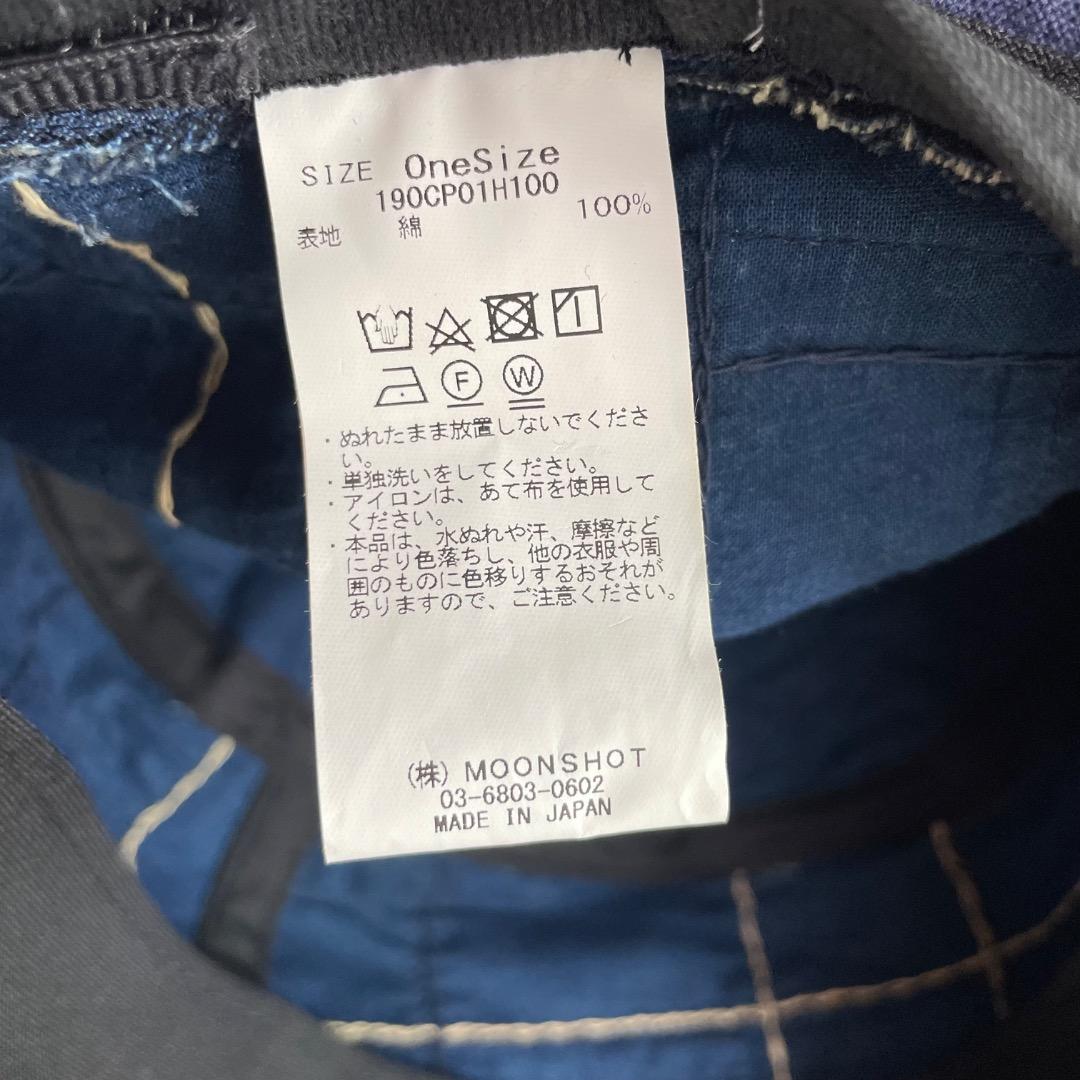 SIZE OneSize
190CP01H100
表地 綿 100%
F W
・ぬれたまま放置しないでくださ
い。
・単独洗いをしてください。
・アイロンは、あて布を使用して
ください。
・本品は、水ぬれや汗、摩擦など
により色落ちし、他の衣服や周
囲のものに色移りするおそれが
ありますので、ご注意ください。
(株) MOONSHOT
03-6803-0602
MADE IN JAPAN